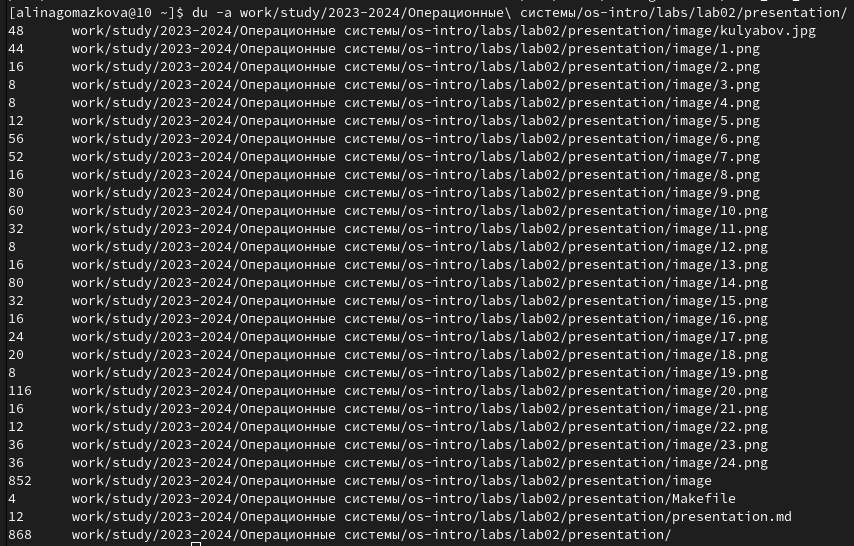 [alinagomazkova@10 ~]$ du -a work/study/2023-2024/Операционные\ системы/os-intro/labs/lab02/presentation/
48 work/study/2023-2024/Операционные системы/os-intro/labs/lab02/presentation/image/kulyabov.jpg
44 work/study/2023-2024/Операционные системы/os-intro/labs/lab02/presentation/image/1.png
16 work/study/2023-2024/Операционные системы/os-intro/labs/lab02/presentation/image/2.png
8 work/study/2023-2024/Операционные системы/os-intro/labs/lab02/presentation/image/3.png
8 work/study/2023-2024/Операционные системы/os-intro/labs/lab02/presentation/image/4.png
12 work/study/2023-2024/Операционные системы/os-intro/labs/lab02/presentation/image/5.png
56 work/study/2023-2024/Операционные системы/os-intro/labs/lab02/presentation/image/6.png
52 work/study/2023-2024/Операционные системы/os-intro/labs/lab02/presentation/image/7.png
16 work/study/2023-2024/Операционные системы/os-intro/labs/lab02/presentation/image/8.png
80 work/study/2023-2024/Операционные системы/os-intro/labs/lab02/presentation/image/9.png
60 work/study/2023-2024/Операционные системы/os-intro/labs/lab02/presentation/image/10.png
32 work/study/2023-2024/Операционные системы/os-intro/labs/lab02/presentation/image/11.png
8 work/study/2023-2024/Операционные системы/os-intro/labs/lab02/presentation/image/12.png
16 work/study/2023-2024/Операционные системы/os-intro/labs/lab02/presentation/image/13.png
80 work/study/2023-2024/Операционные системы/os-intro/labs/lab02/presentation/image/14.png
32 work/study/2023-2024/Операционные системы/os-intro/labs/lab02/presentation/image/15.png
16 work/study/2023-2024/Операционные системы/os-intro/labs/lab02/presentation/image/16.png
24 work/study/2023-2024/Операционные системы/os-intro/labs/lab02/presentation/image/17.png
20 work/study/2023-2024/Операционные системы/os-intro/labs/lab02/presentation/image/18.png
8 work/study/2023-2024/Операционные системы/os-intro/labs/lab02/presentation/image/19.png
116 work/study/2023-2024/Операционные системы/os-intro/labs/lab02/presentation/image/20.png
16 work/study/2023-2024/Операционные системы/os-intro/labs/lab02/presentation/image/21.png
12 work/study/2023-2024/Операционные системы/os-intro/labs/lab02/presentation/image/22.png
36 work/study/2023-2024/Операционные системы/os-intro/labs/lab02/presentation/image/23.png
36 work/study/2023-2024/Операционные системы/os-intro/labs/lab02/presentation/image/24.png
852 work/study/2023-2024/Операционные системы/os-intro/labs/lab02/presentation/image
4 work/study/2023-2024/Операционные системы/os-intro/labs/lab02/presentation/Makefile
12 work/study/2023-2024/Операционные системы/os-intro/labs/lab02/presentation/presentation.md
868 work/study/2023-2024/Операционные системы/os-intro/labs/lab02/presentation/